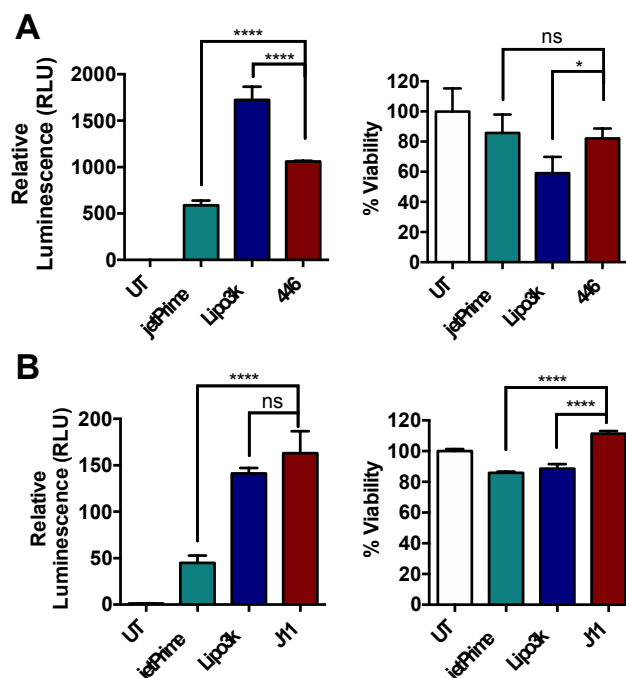 A
Relative
Luminescence (RLU)
2000
1500
1000
500
0
UT
jetPrime
Lipo3k
446
****
****
% Viability
120
100
80
60
40
20
0
UT
jetPrime
Lipo3k
446
ns
*
B
Relative
Luminescence (RLU)
200
150
100
50
0
UT
jetPrime
Lipo3k
J11
****
ns
% Viability
120
100
80
60
40
20
0
UT
jetPrime
Lipo3k
J11
****
****